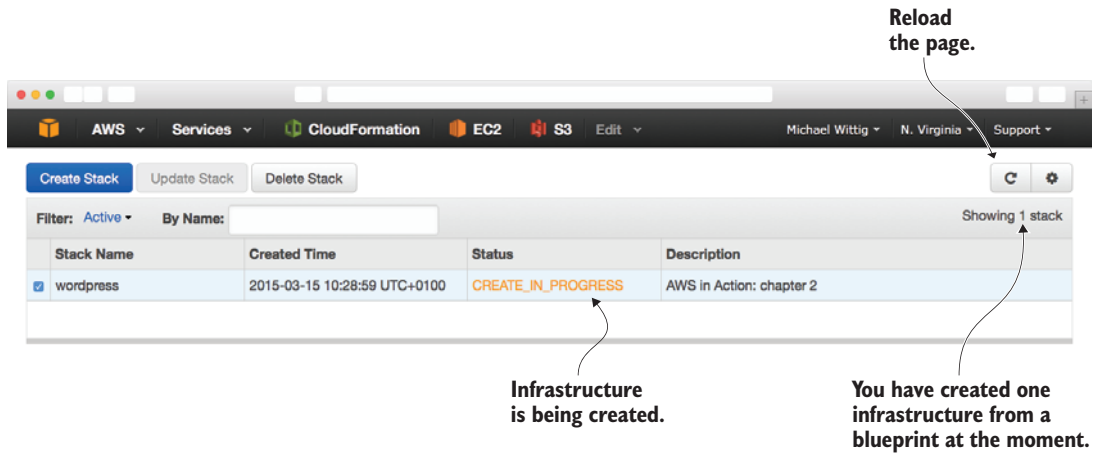 Reload
the page.
AWS Services CloudFormation EC2 S3 Edit Michael Wittig N. Virginia Support
Create Stack Update Stack Delete Stack
Filter: Active By Name: Showing 1 stack
Stack Name Created Time Status Description
wordpress 2015-03-15 10:28:59 UTC+0100 CREATE_IN_PROGRESS AWS in Action: chapter 2
Infrastructure
is being created.
You have created one
infrastructure from a
blueprint at the moment.